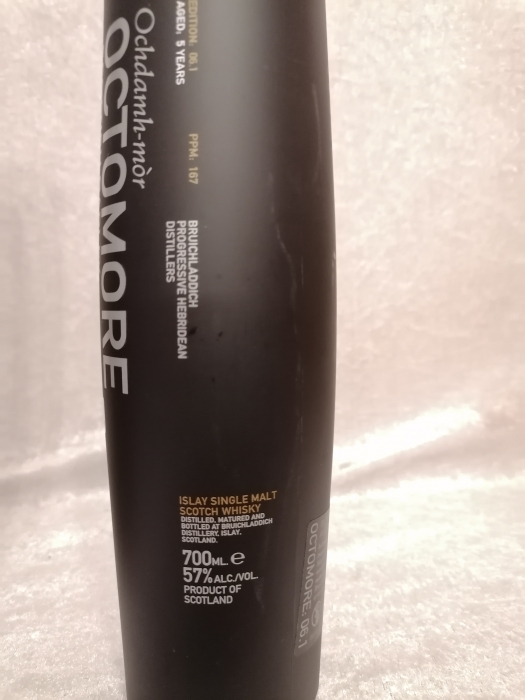 Ochdamh-mòr
OCTOMORE
EDITION: 06.1
AGED: 5 YEARS
PPM: 167
BRUICHLADDICH
PROGRESSIVE HEBRIDEAN
DISTILLERS
ISLAY SINGLE MALT
SCOTCH WHISKY
DISTILLED, MATURED AND
BOTTLED AT BRUICHLADDICH
DISTILLERY, ISLAY,
SCOTLAND.
700ML. e
57% ALC./VOL.
PRODUCT OF
SCOTLAND
OCTOMORE: 06.1